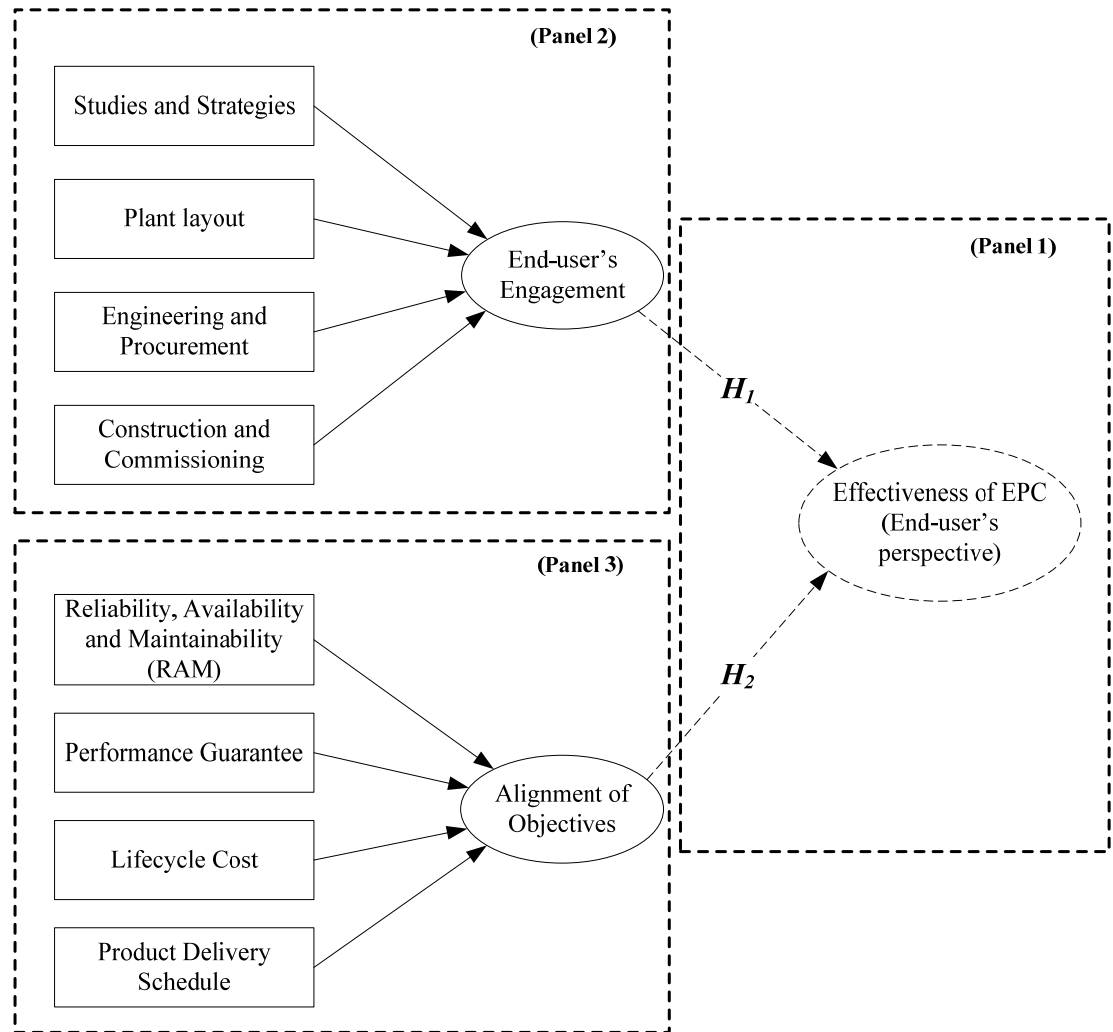 (Panel 2)
Studies and Strategies
Plant layout
Engineering and
Procurement
Construction and
Commissioning
End-user’s
Engagement
(Panel 1)
H1
Effectiveness of EPC
(End-user’s
perspective)
H2
(Panel 3)
Reliability, Availability
and Maintainability
(RAM)
Performance Guarantee
Lifecycle Cost
Product Delivery
Schedule
Alignment of
Objectives